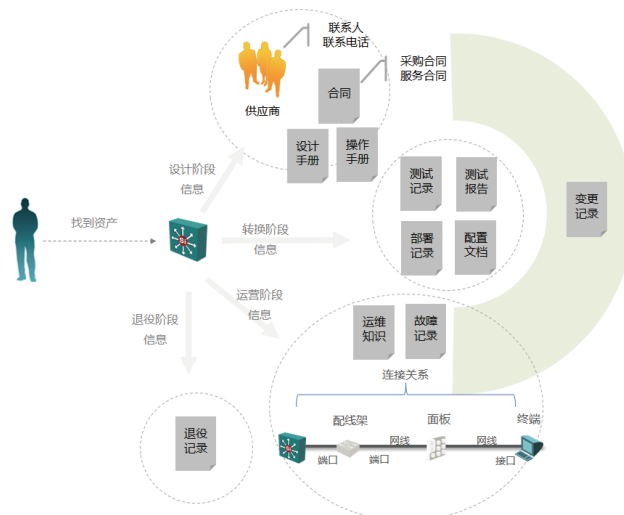 联系人
联系电话
采购合同
服务合同
供应商
合同
设计
手册
操作
手册
设计阶段
信息
测试
记录
测试
报告
变更
记录
找到资产
转换阶段
信息
部署
记录
配置
文档
运营阶段
信息
退役阶段
信息
运维
知识
故障
记录
连接关系
配线架
面板
终端
网线
网线
端口
端口
接口
退役
记录